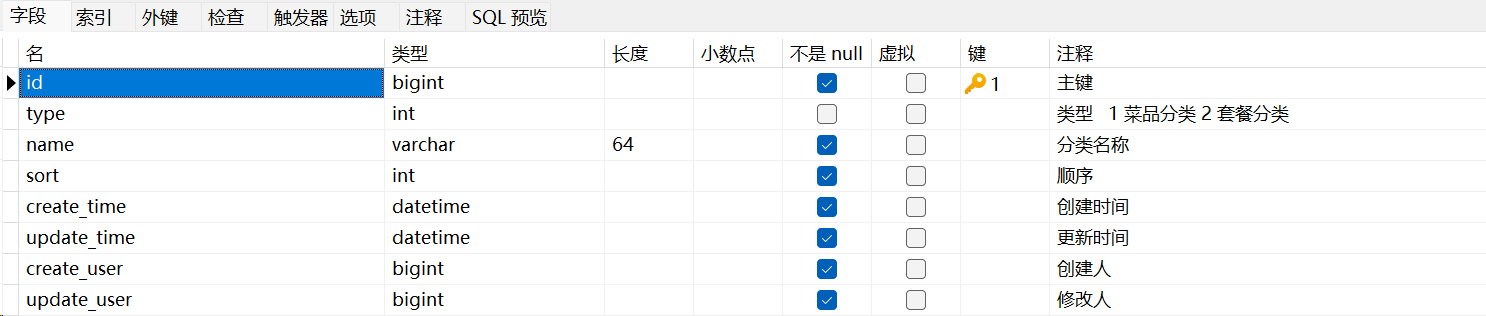 字段 索引 外键 检查 触发器 选项 注释 SQL 预览
名 类型 长度 小数点 不是 null 虚拟 键 注释
id bigint 1 主键
type int 类型 1 菜品分类 2 套餐分类
name varchar 64 分类名称
sort int 顺序
create_time datetime 创建时间
update_time datetime 更新时间
create_user bigint 创建人
update_user bigint 修改人